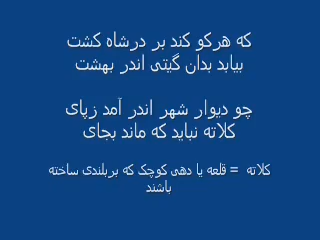 که هرکو کند بر درشاه کشت
بیابد بدان گیتی اندر بهشت
چو دیوار شهر اندر آمد زپای
کلاته نباید که ماند بجای
کلاته = قلعه یا دهی کوچک که بربلندی ساخته
باشند